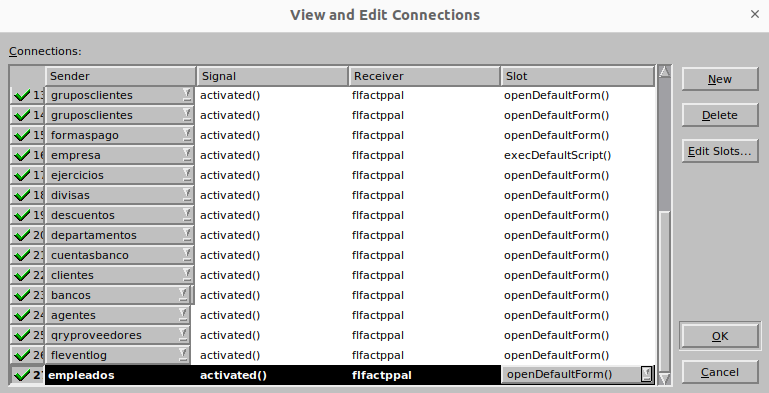 View and Edit Connections
Connections:
Sender Signal Receiver Slot
13 gruposclientes activated() flfactppal openDefaultForm()
14 gruposclientes activated() flfactppal openDefaultForm()
15 formaspago activated() flfactppal openDefaultForm()
16 empresa activated() flfactppal execDefaultScript()
17 ejercicios activated() flfactppal openDefaultForm()
18 divisas activated() flfactppal openDefaultForm()
19 descuentos activated() flfactppal openDefaultForm()
20 departamentos activated() flfactppal openDefaultForm()
21 cuentasbanco activated() flfactppal openDefaultForm()
22 clientes activated() flfactppal openDefaultForm()
23 bancos activated() flfactppal openDefaultForm()
24 agentes activated() flfactppal openDefaultForm()
25 qryproveedores activated() flfactppal openDefaultForm()
26 fleventlog activated() flfactppal openDefaultForm()
27 empleados activated() flfactppal openDefaultForm()
New
Delete
Edit Slots...
OK
Cancel